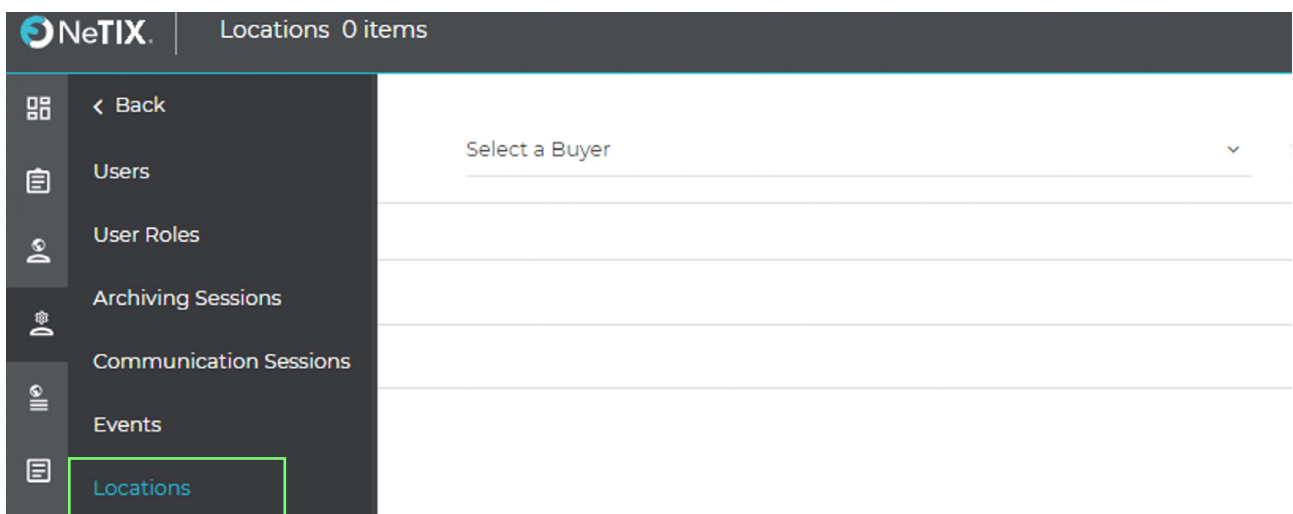 NeTIX.
Locations 0 items
Back
Select a Buyer
Users
User Roles
Archiving Sessions
Communication Sessions
Events
Locations